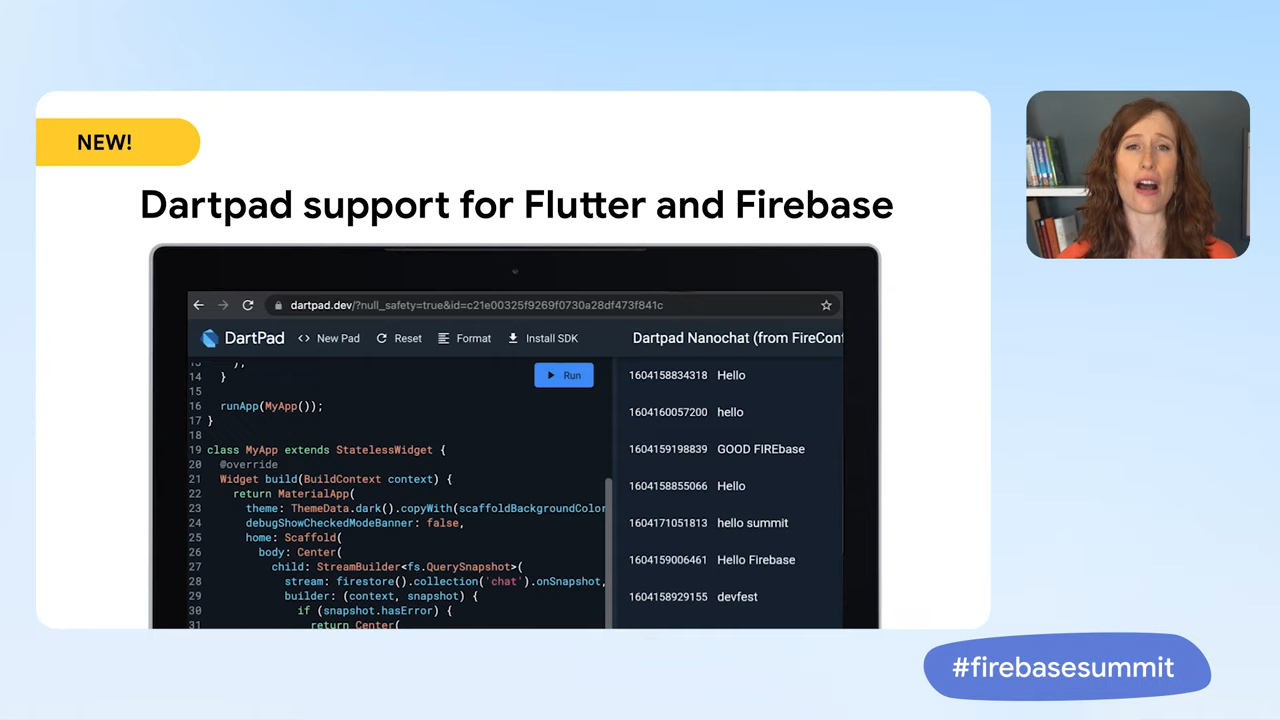 NEW!
Dartpad support for Flutter and Firebase
dartpad.dev/?null_safety=true&id=c21e00325f9269f0730a28df473f841c
DartPad <> New Pad Reset Format Install SDK Dartpad Nanochat (from FireConf
Run
13 );
14 }
15
16 runApp(MyApp());
17 }
18
19 class MyApp extends StatelessWidget {
20 @override
21 Widget build(BuildContext context) {
22 return MaterialApp(
23 theme: ThemeData.dark().copyWith(scaffoldBackgroundColor
24 debugShowCheckedModeBanner: false,
25 home: Scaffold(
26 body: Center(
27 child: StreamBuilder<fs.QuerySnapshot>(
28 stream: firestore().collection('chat').onSnapshot,
29 builder: (context, snapshot) {
30 if (snapshot.hasError) {
31 return Center(
1604158834318 Hello
1604160057200 hello
1604159198839 GOOD FIREbase
1604158855066 Hello
1604171051813 hello summit
1604159006461 Hello Firebase
1604158929155 devfest
#firebasesummit